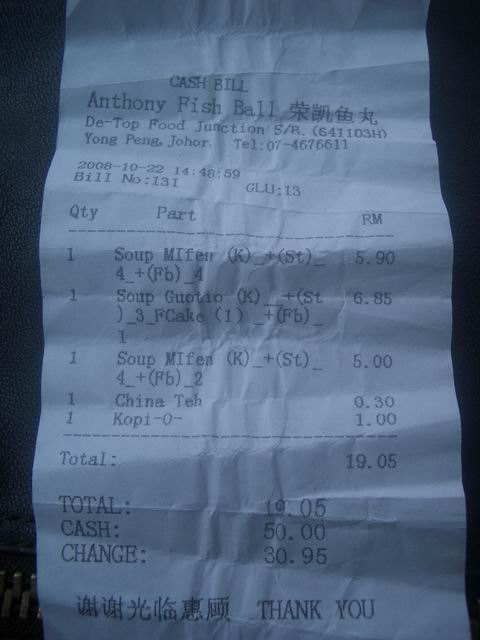 CASH BILL
Anthony Fish Ball 荣凯鱼丸
De-Top Food Junction S/B. (641103H)
Yong Peng, Johor. Tel:07-4676611
2008-10-22 14:48:59
Bill No:131 GLU:13
Qty Part RM
1 Soup MIfen (K)_+(St)_ 5.90
4_+(Fb)_4
1 Soup Guotio (K)_ +(St 6.85
)_3_FCake (1) _+(Fb)_
1
1 Soup MIfen (K)_+(St)_ 5.00
4_+(Fb)_2
1 China Teh 0.30
1 Kopi-O- 1.00
Total: 19.05
TOTAL: 19.05
CASH: 50.00
CHANGE: 30.95
谢谢光临惠顾 THANK YOU